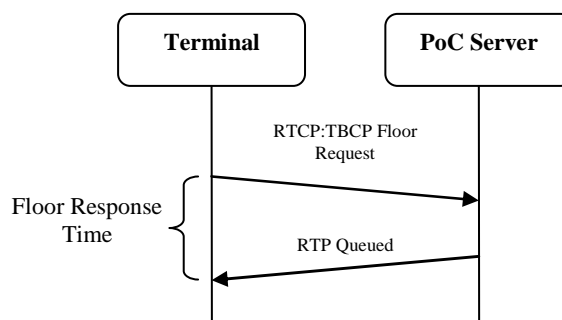 Terminal
PoC Server
RTCP:TBCP Floor
Request
Floor Response
Time
RTP Queued